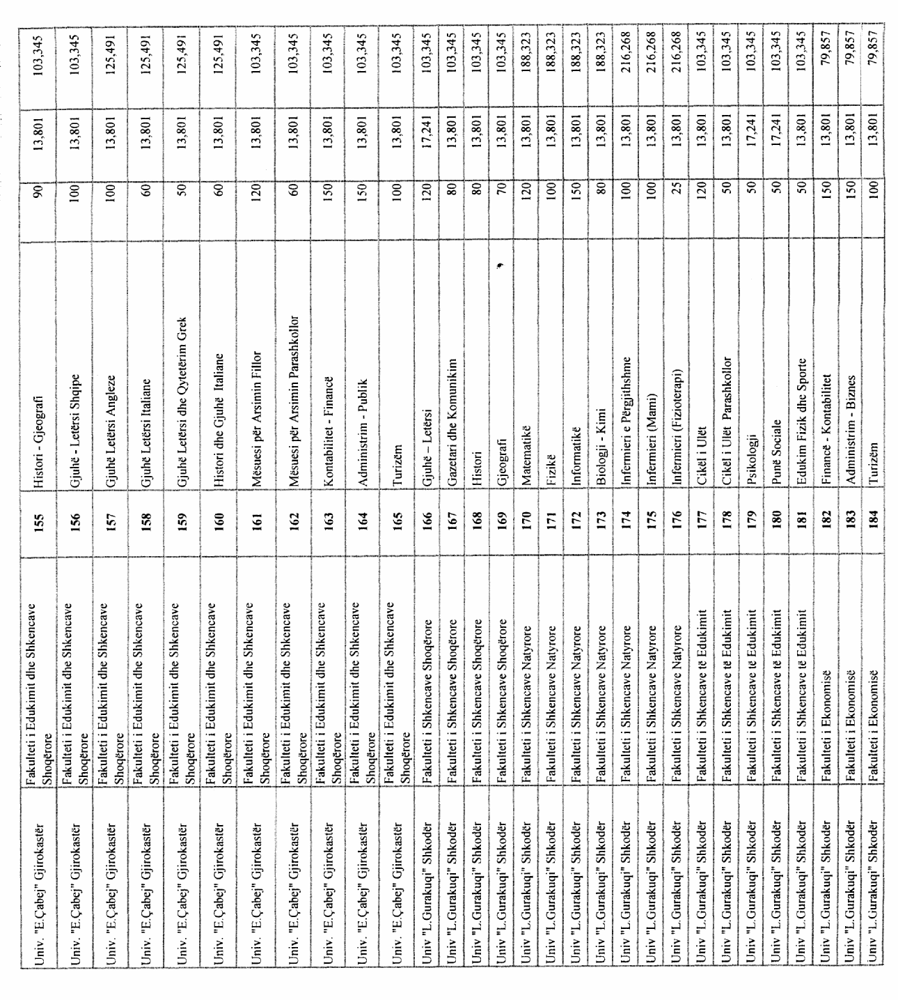 Univ. "E.Çabej" Gjirokastër Fakulteti i Edukimit dhe Shkencave Shoqërore 155 Histori - Gjeografi 90 13,801 103,345
Univ. "E.Çabej" Gjirokastër Fakulteti i Edukimit dhe Shkencave Shoqërore 156 Gjuhë - Letërsi Shqipe 100 13,801 103,345
Univ. "E.Çabej" Gjirokastër Fakulteti i Edukimit dhe Shkencave Shoqërore 157 Gjuhë Letërsi Angleze 100 13,801 125,491
Univ. "E.Çabej" Gjirokastër Fakulteti i Edukimit dhe Shkencave Shoqërore 158 Gjuhë Letërsi Italiane 60 13,801 125,491
Univ. "E.Çabej" Gjirokastër Fakulteti i Edukimit dhe Shkencave Shoqërore 159 Gjuhë Letërsi dhe Qytetërim Grek 50 13,801 125,491
Univ. "E.Çabej" Gjirokastër Fakulteti i Edukimit dhe Shkencave Shoqërore 160 Histori dhe Gjuhë Italiane 60 13,801 125,491
Univ. "E.Çabej" Gjirokastër Fakulteti i Edukimit dhe Shkencave Shoqërore 161 Mësuesi për Arsimin Fillor 120 13,801 103,345
Univ. "E.Çabej" Gjirokastër Fakulteti i Edukimit dhe Shkencave Shoqërore 162 Mësuesi për Arsimin Parashkollor 60 13,801 103,345
Univ. "E.Çabej" Gjirokastër Fakulteti i Edukimit dhe Shkencave Shoqërore 163 Kontabilitet - Financë 150 13,801 103,345
Univ. "E.Çabej" Gjirokastër Fakulteti i Edukimit dhe Shkencave Shoqërore 164 Administrim - Publik 150 13,801 103,345
Univ. "E.Çabej" Gjirokastër Fakulteti i Edukimit dhe Shkencave Shoqërore 165 Turizëm 100 13,801 103,345
Univ "L.Gurakuqi" Shkodër Fakulteti i Shkencave Shoqërore 166 Gjuhë – Letërsi 120 17,241 103,345
Univ "L.Gurakuqi" Shkodër Fakulteti i Shkencave Shoqërore 167 Gazetari dhe Komunikim 80 13,801 103,345
Univ "L.Gurakuqi" Shkodër Fakulteti i Shkencave Shoqërore 168 Histori 80 13,801 103,345
Univ "L.Gurakuqi" Shkodër Fakulteti i Shkencave Shoqërore 169 Gjeografi 70 13,801 103,345
Univ "L.Gurakuqi" Shkodër Fakulteti i Shkencave Natyrore 170 Matematikë 120 13,801 188,323
Univ "L.Gurakuqi" Shkodër Fakulteti i Shkencave Natyrore 171 Fizikë 100 13,801 188,323
Univ "L.Gurakuqi" Shkodër Fakulteti i Shkencave Natyrore 172 Informatikë 150 13,801 188,323
Univ "L.Gurakuqi" Shkodër Fakulteti i Shkencave Natyrore 173 Biologji - Kimi 80 13,801 188,323
Univ "L.Gurakuqi" Shkodër Fakulteti i Shkencave Natyrore 174 Infermieri e Përgjithshme 100 13,801 216,268
Univ "L.Gurakuqi" Shkodër Fakulteti i Shkencave Natyrore 175 Infermieri (Mami) 100 13,801 216,268
Univ "L.Gurakuqi" Shkodër Fakulteti i Shkencave Natyrore 176 Infermieri (Fizioterapi) 25 13,801 216,268
Univ "L.Gurakuqi" Shkodër Fakulteti i Shkencave të Edukimit 177 Cikël i Ulët 120 13,801 103,345
Univ "L.Gurakuqi" Shkodër Fakulteti i Shkencave të Edukimit 178 Cikël i Ulët Parashkollor 50 13,801 103,345
Univ "L.Gurakuqi" Shkodër Fakulteti i Shkencave të Edukimit 179 Psikologji 50 17,241 103,345
Univ "L.Gurakuqi" Shkodër Fakulteti i Shkencave të Edukimit 180 Punë Sociale 50 17,241 103,345
Univ "L.Gurakuqi" Shkodër Fakulteti i Shkencave të Edukimit 181 Edukim Fizik dhe Sporte 50 13,801 103,345
Univ "L.Gurakuqi" Shkodër Fakulteti i Ekonomisë 182 Financë - Kontabilitet 150 13,801 79,857
Univ "L.Gurakuqi" Shkodër Fakulteti i Ekonomisë 183 Administrim - Biznes 150 13,801 79,857
Univ "L.Gurakuqi" Shkodër Fakulteti i Ekonomisë 184 Turizëm 100 13,801 79,857